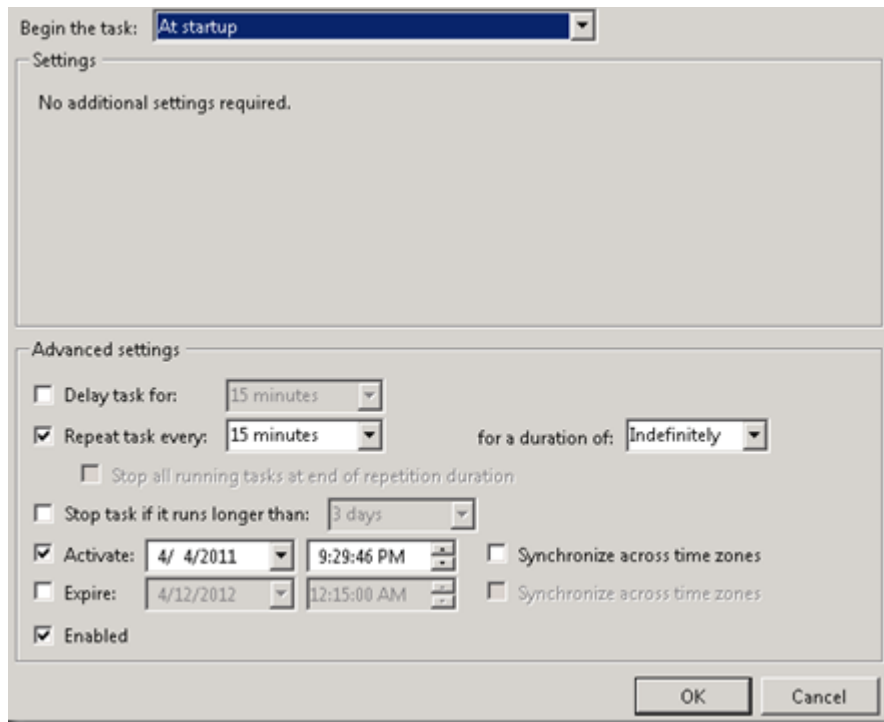 Begin the task: At startup
Settings
No additional settings required.
Advanced settings
Delay task for: 15 minutes
Repeat task every: 15 minutes for a duration of: Indefinitely
Stop all running tasks at end of repetition duration
Stop task if it runs longer than: 3 days
Activate: 4/ 4/2011 9:29:46 PM Synchronize across time zones
Expire: 4/12/2012 12:15:00 AM Synchronize across time zones
Enabled
OK Cancel